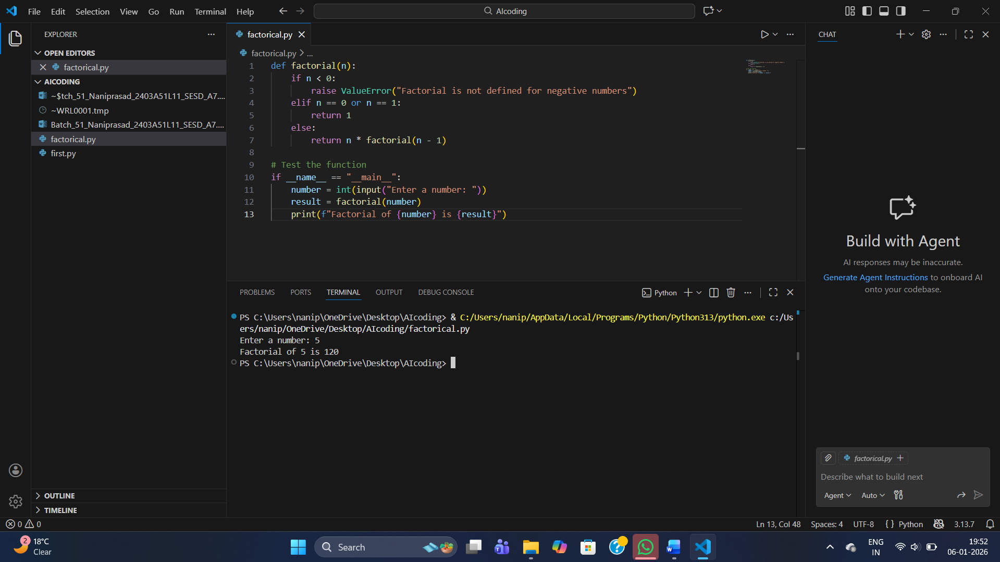 File Edit Selection View Go Run Terminal Help
AIcoding
EXPLORER
OPEN EDITORS
factorical.py
AICODING
~$tch_51_Naniprasad_2403A51L11_SESD_A7....
~WRL0001.tmp
Batch_51_Naniprasad_2403A51L11_SESD_A7....
factorical.py
first.py
OUTLINE
TIMELINE
factorical.py
factorical.py > ...
1 def factorial(n):
2 if n < 0:
3 raise ValueError("Factorial is not defined for negative numbers")
4 elif n == 0 or n == 1:
5 return 1
6 else:
7 return n * factorial(n - 1)
8
9 # Test the function
10 if __name__ == "__main__":
11 number = int(input("Enter a number: "))
12 result = factorial(number)
13 print(f"Factorial of {number} is {result}")
PROBLEMS PORTS TERMINAL OUTPUT DEBUG CONSOLE
Python
PS C:\Users\nanip\OneDrive\Desktop\AIcoding> & C:/Users/nanip/AppData/Local/Programs/Python/Python313/python.exe c:/Us
ers/nanip/OneDrive/Desktop/AIcoding/factorical.py
Enter a number: 5
Factorial of 5 is 120
PS C:\Users\nanip\OneDrive\Desktop\AIcoding>
CHAT
Build with Agent
AI responses may be inaccurate.
Generate Agent Instructions to onboard AI
onto your codebase.
factorical.py
Describe what to build next
Agent Auto
0 0
Ln 13, Col 48 Spaces: 4 UTF-8 {} Python 3.13.7
2
18°C
Clear
Search
ENG
IN
19:52
06-01-2026